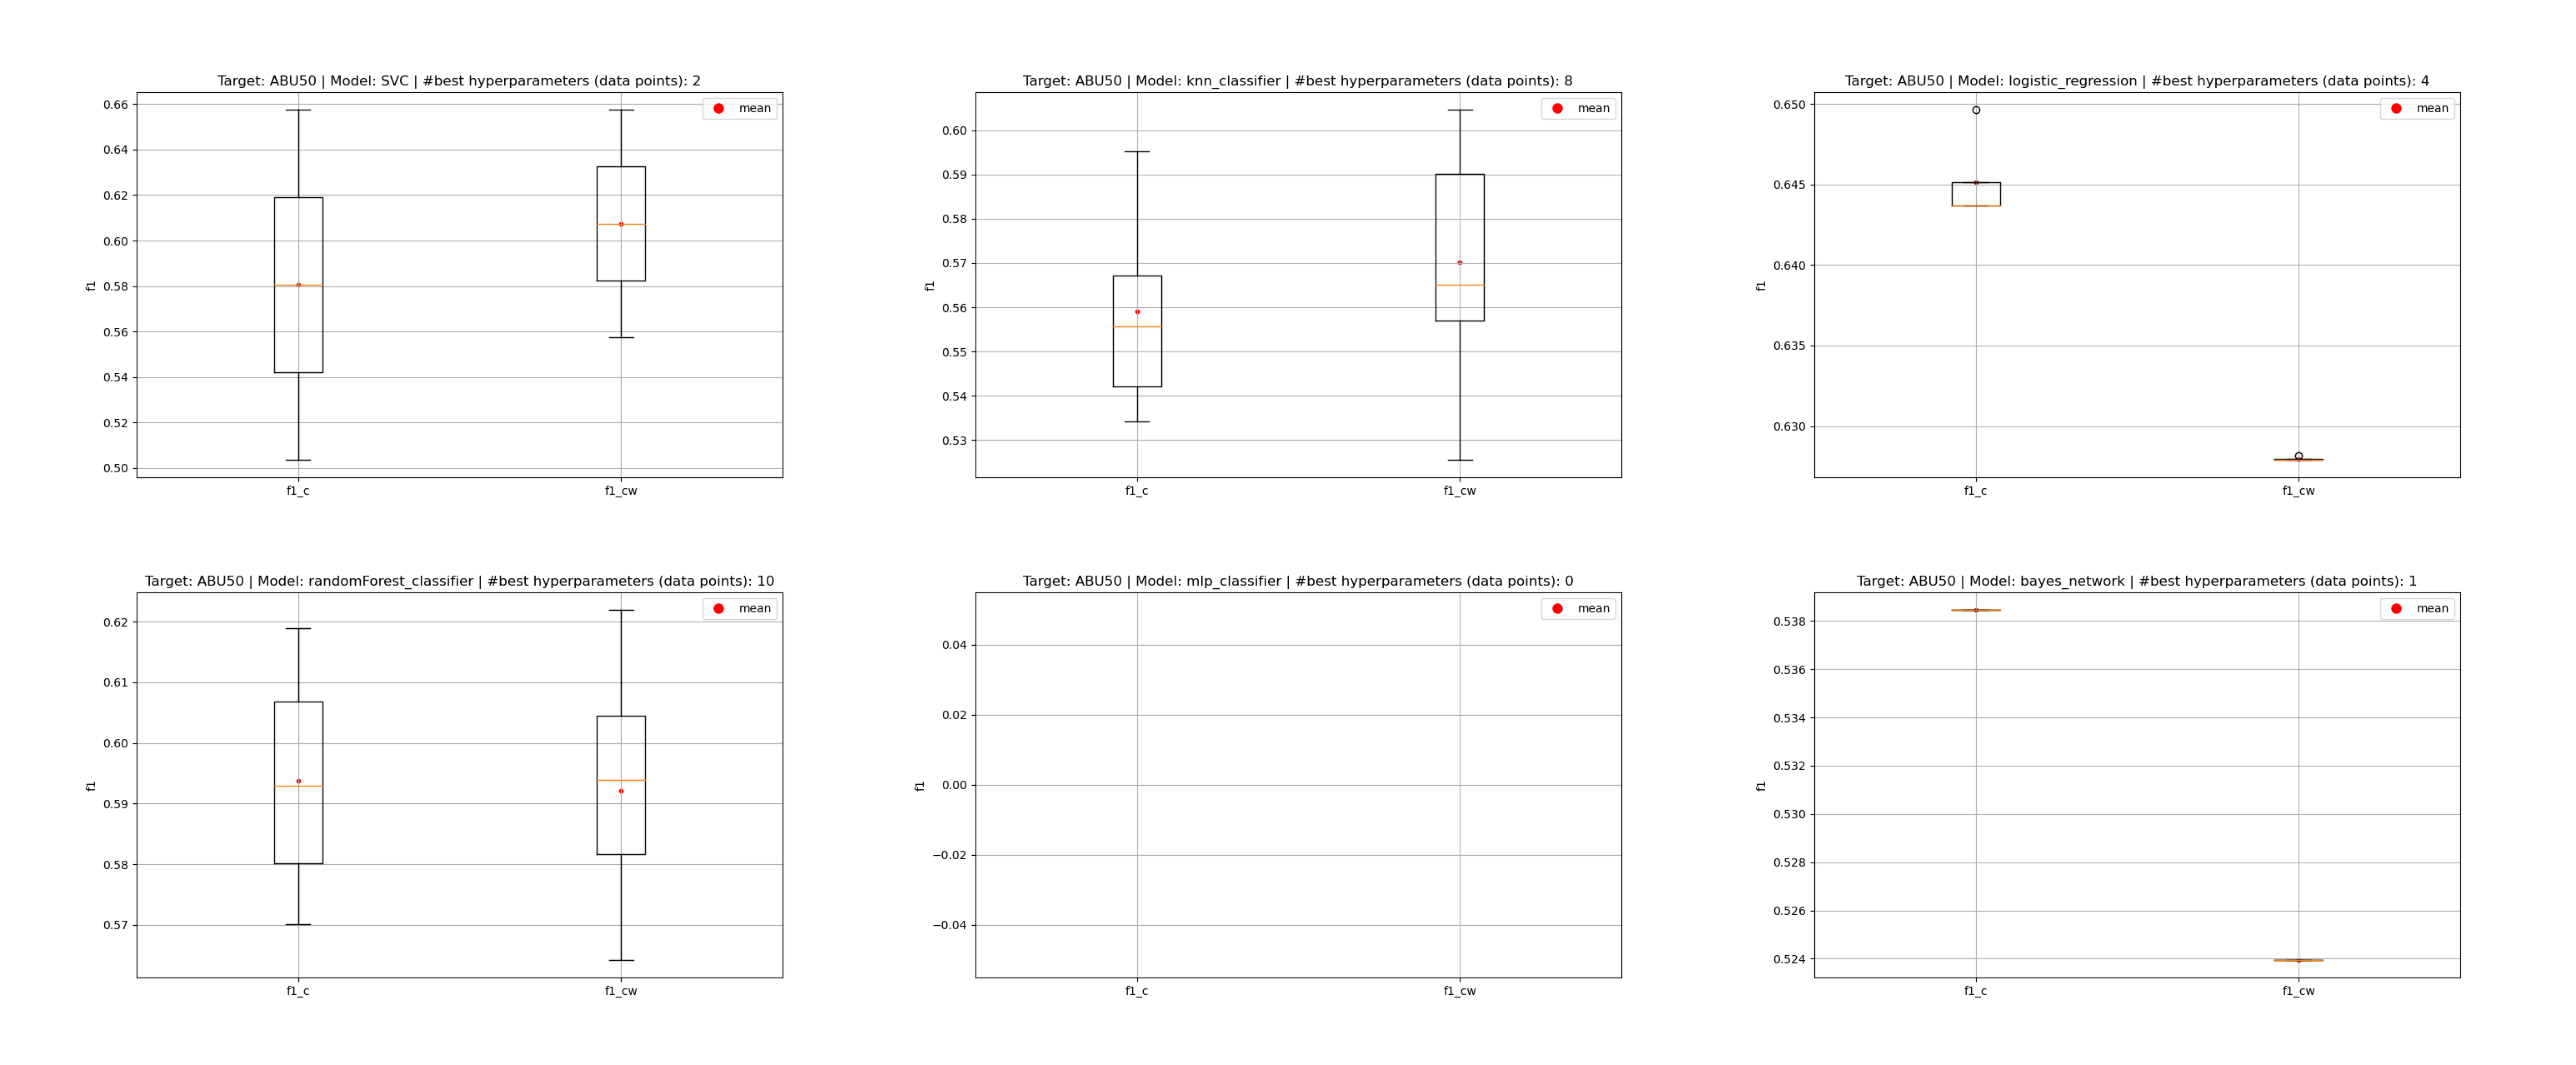 Target: ABU50 | Model: SVC | #best hyperparameters (data points): 2
mean
0.66
0.64
0.62
0.60
0.58
0.56
0.54
0.52
0.50
f1
f1_c
f1_cw
Target: ABU50 | Model: knn_classifier | #best hyperparameters (data points): 8
mean
0.60
0.59
0.58
0.57
0.56
0.55
0.54
0.53
f1
f1_c
f1_cw
Target: ABU50 | Model: logistic_regression | #best hyperparameters (data points): 4
mean
0.650
0.645
0.640
0.635
0.630
f1
f1_c
f1_cw
Target: ABU50 | Model: randomForest_classifier | #best hyperparameters (data points): 10
mean
0.62
0.61
0.60
0.59
0.58
0.57
f1
f1_c
f1_cw
Target: ABU50 | Model: mlp_classifier | #best hyperparameters (data points): 0
mean
0.04
0.02
0.00
−0.02
−0.04
f1
f1_c
f1_cw
Target: ABU50 | Model: bayes_network | #best hyperparameters (data points): 1
mean
0.538
0.536
0.534
0.532
0.530
0.528
0.526
0.524
f1
f1_c
f1_cw